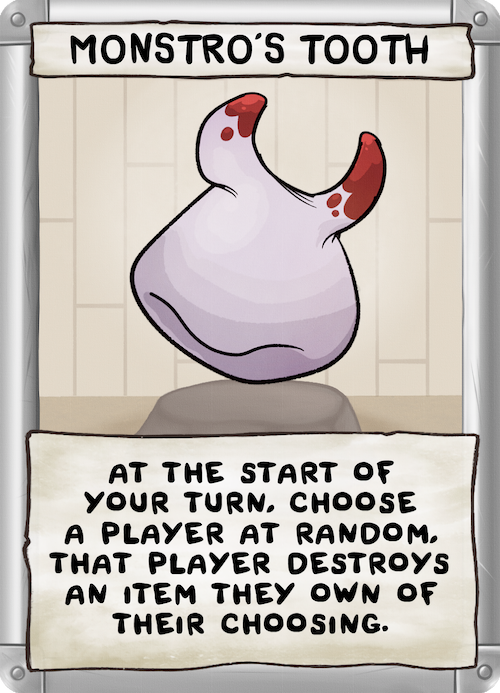 MONSTRO'S TOOTH
AT THE START OF
YOUR TURN, CHOOSE
A PLAYER AT RANDOM.
THAT PLAYER DESTROYS
AN ITEM THEY OWN OF
THEIR CHOOSING.